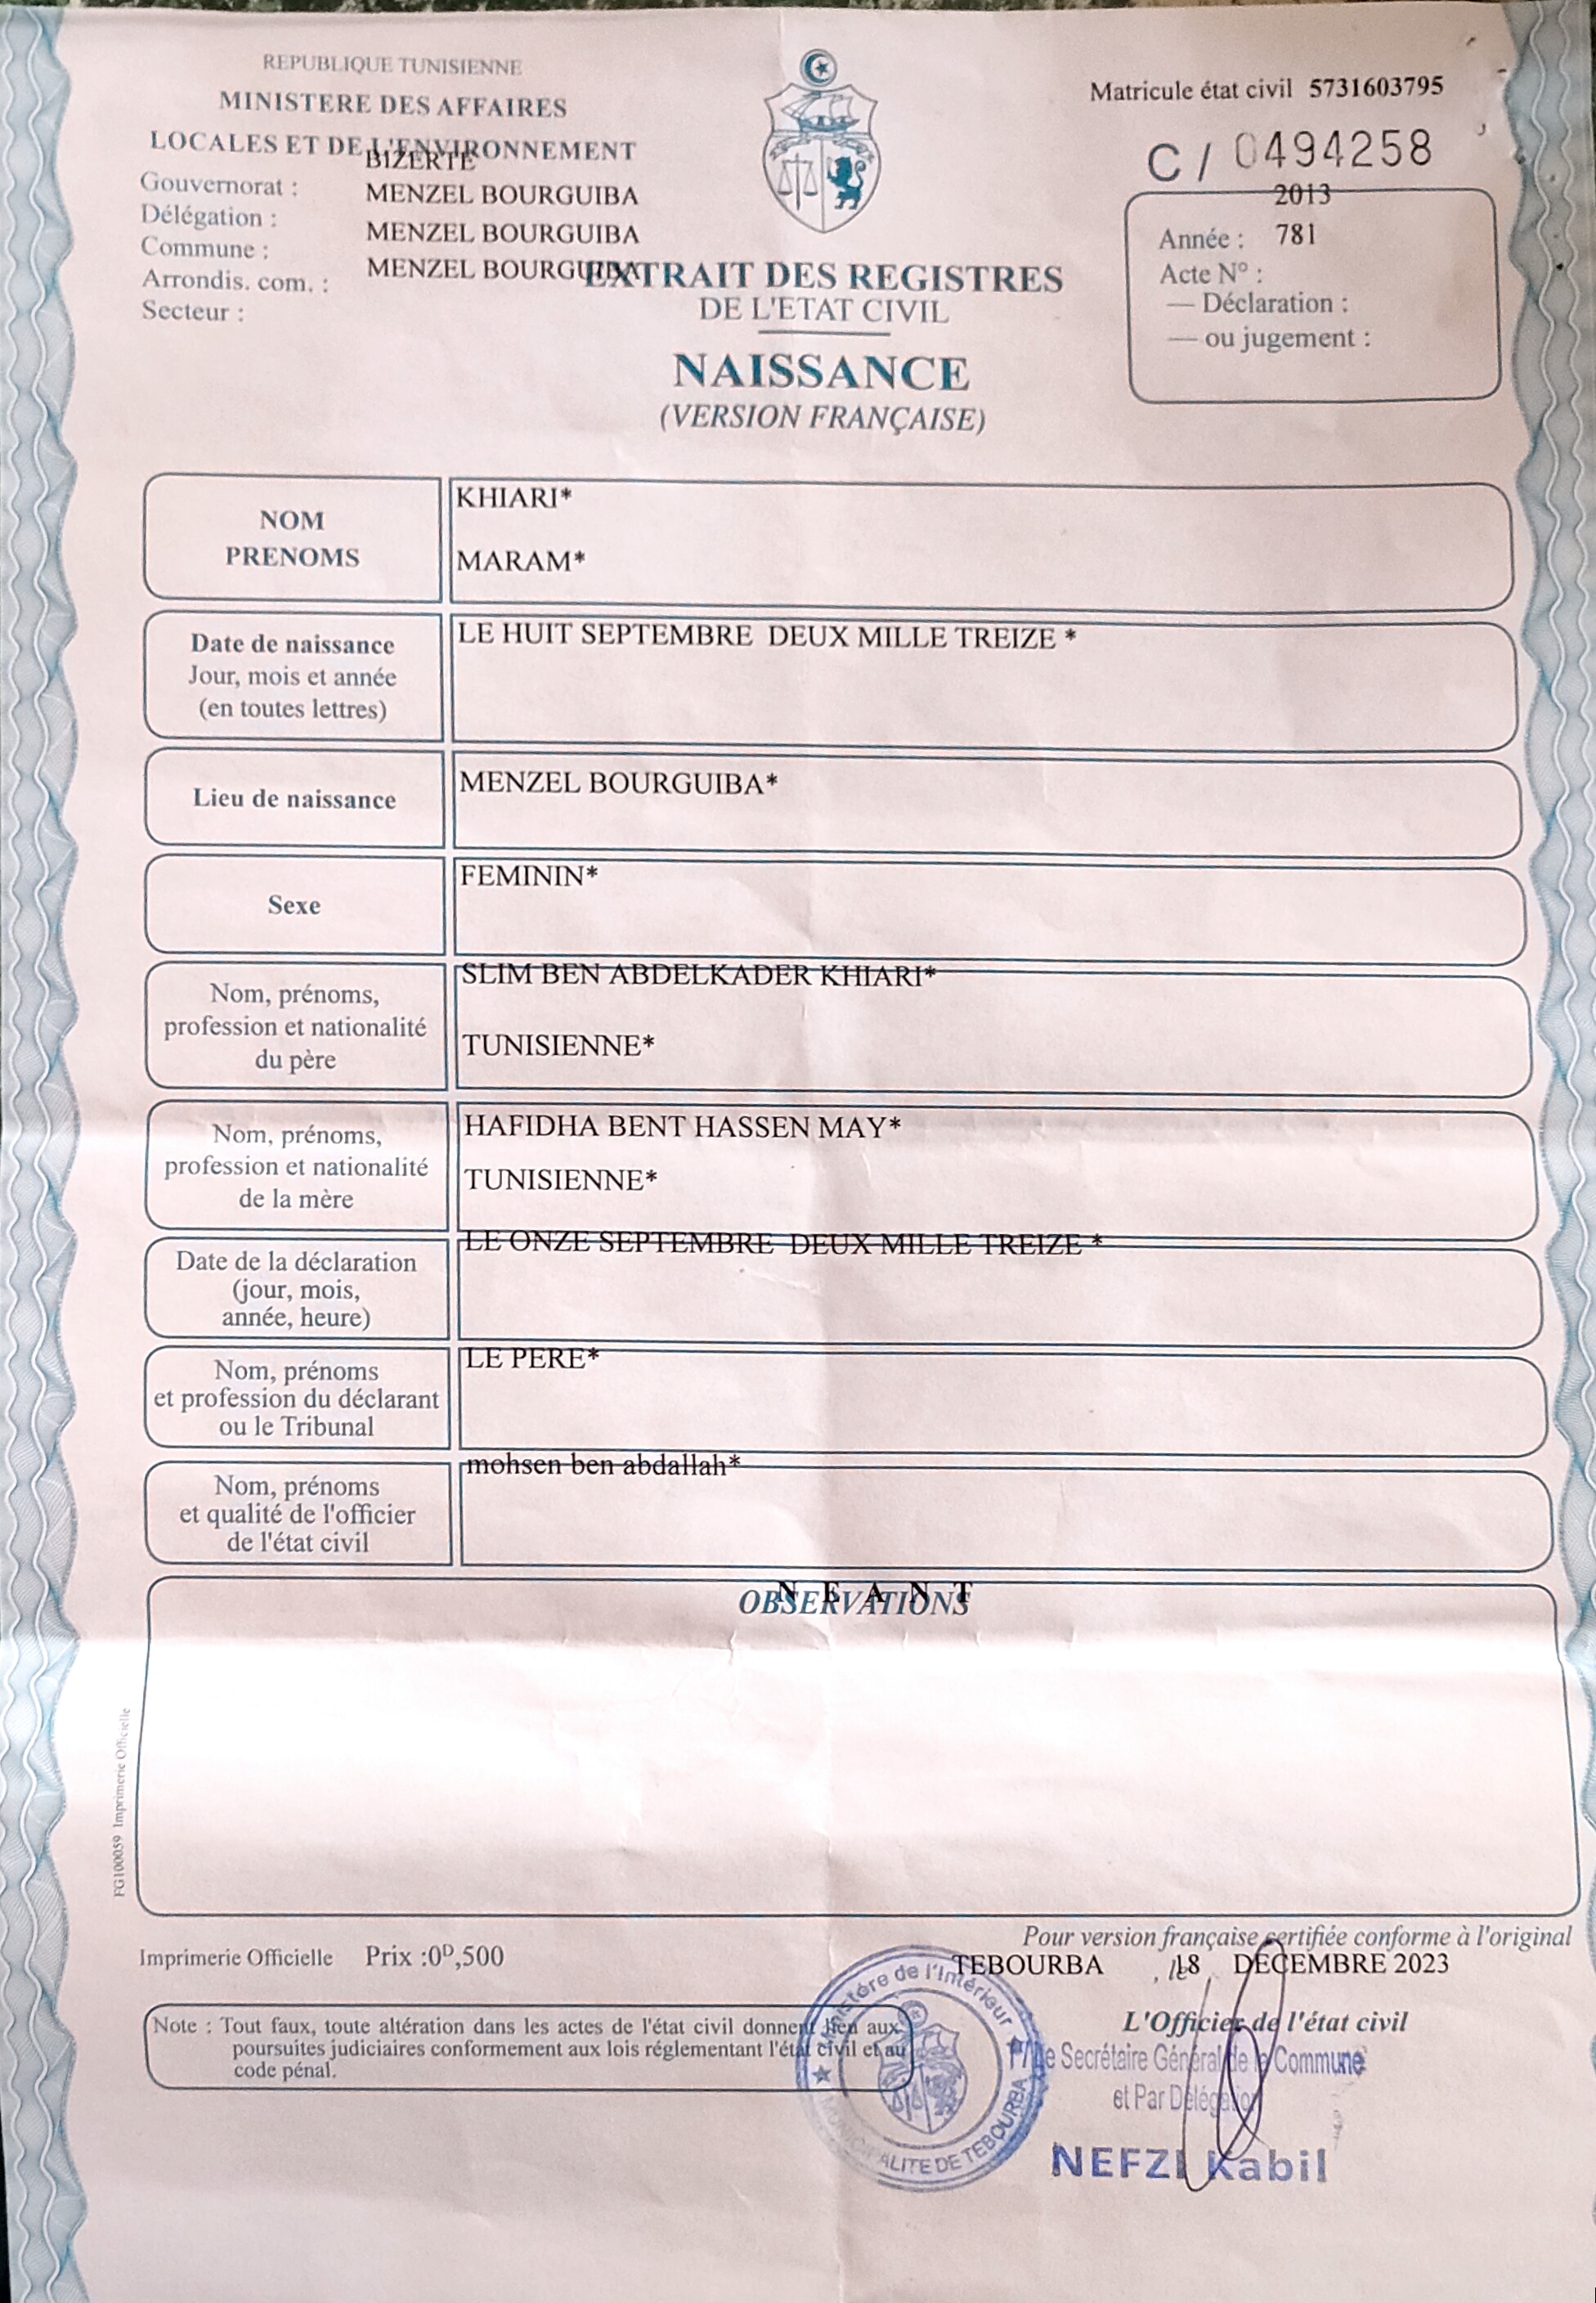 REPUBLIQUE TUNISIENNE
MINISTERE DES AFFAIRES
LOCALES ET DE L'ENVIRONNEMENT
BIZERTE
Gouvernorat :
MENZEL BOURGUIBA
Délégation :
MENZEL BOURGUIBA
Commune :
MENZEL BOURGUIBA
Arrondis. com. :
Secteur :
Matricule état civil 5731603795
C / 0494258
2013
Année : 781
Acte N° :
— Déclaration :
— ou jugement :
EXTRAIT DES REGISTRES
DE L'ETAT CIVIL
NAISSANCE
(VERSION FRANÇAISE)
NOM
PRENOMS
KHIARI*
MARAM*
Date de naissance
Jour, mois et année
(en toutes lettres)
LE HUIT SEPTEMBRE DEUX MILLE TREIZE *
Lieu de naissance
MENZEL BOURGUIBA*
Sexe
FEMININ*
Nom, prénoms,
profession et nationalité
du père
SLIM BEN ABDELKADER KHIARI*
TUNISIENNE*
Nom, prénoms,
profession et nationalité
de la mère
HAFIDHA BENT HASSEN MAY*
TUNISIENNE*
Date de la déclaration
(jour, mois,
année, heure)
LE ONZE SEPTEMBRE DEUX MILLE TREIZE *
Nom, prénoms
et profession du déclarant
ou le Tribunal
LE PERE*
Nom, prénoms
et qualité de l'officier
de l'état civil
mohsen ben abdallah*
N E A N T
OBSERVATIONS
FG100059 Imprimerie Officielle
Imprimerie Officielle Prix :0ᴰ,500
Pour version française certifiée conforme à l'original
TEBOURBA , le 18 DECEMBRE 2023
L'Officier de l'état civil
Note : Tout faux, toute altération dans les actes de l'état civil donnent lieu aux
poursuites judiciaires conformement aux lois réglementant l'état civil et au
code pénal.
Ministère de l'Intérieur
MUNICIPALITE DE TEBOURBA
P/ Le Secrétaire Général de la Commune
et Par Délégation
NEFZI Kabil